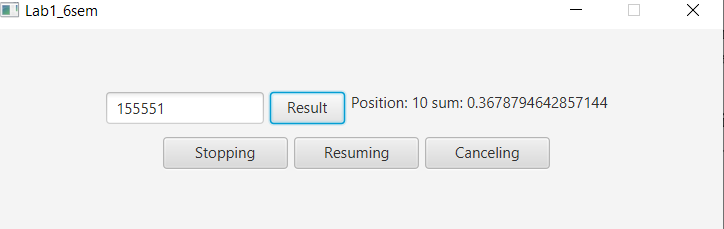 Lab1_6sem
155551 Result Position: 10 sum: 0.3678794642857144
Stopping Resuming Canceling